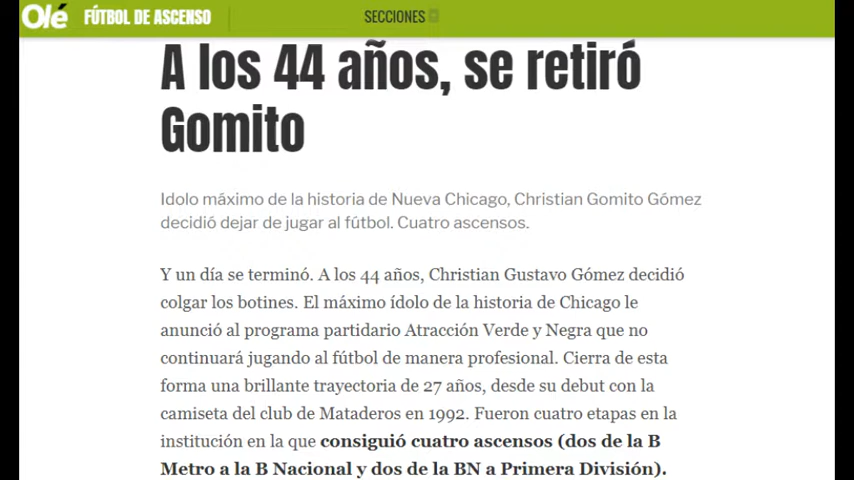 Olé FÚTBOL DE ASCENSO SECCIONES
A los 44 años, se retiró
Gomito
Idolo máximo de la historia de Nueva Chicago, Christian Gomito Gómez
decidió dejar de jugar al fútbol. Cuatro ascensos.
Y un día se terminó. A los 44 años, Christian Gustavo Gómez decidió
colgar los botines. El máximo ídolo de la historia de Chicago le
anunció al programa partidario Atracción Verde y Negra que no
continuará jugando al fútbol de manera profesional. Cierra de esta
forma una brillante trayectoria de 27 años, desde su debut con la
camiseta del club de Mataderos en 1992. Fueron cuatro etapas en la
institución en la que consiguió cuatro ascensos (dos de la B
Metro a la B Nacional y dos de la BN a Primera División).